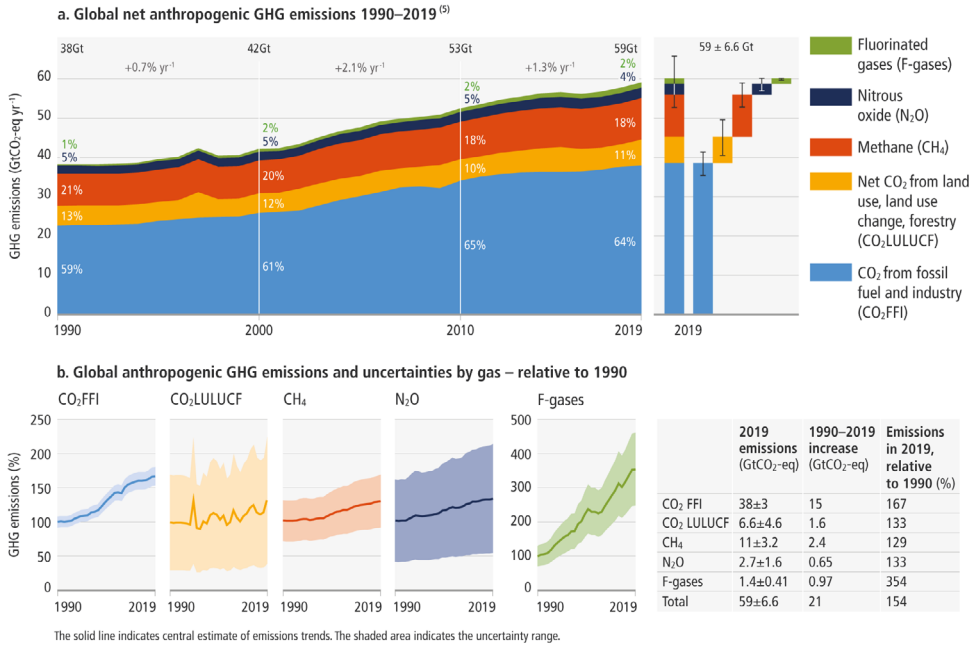 a. Global net anthropogenic GHG emissions 1990–2019 (5)
38Gt
42Gt
53Gt
59Gt
+0.7% yr-1
+2.1% yr-1
+1.3% yr-1
59 ± 6.6 Gt
GHG emissions (GtCO2-eq yr-1)
60
50
40
30
20
10
0
1%
5%
21%
13%
59%
2%
5%
20%
12%
61%
2%
5%
18%
10%
65%
2%
4%
18%
11%
64%
1990
2000
2010
2019
2019
Fluorinated
gases (F-gases)
Nitrous
oxide (N2O)
Methane (CH4)
Net CO2 from land
use, land use
change, forestry
(CO2LULUCF)
CO2 from fossil
fuel and industry
(CO2FFI)
b. Global anthropogenic GHG emissions and uncertainties by gas – relative to 1990
CO2FFI
CO2LULUCF
CH4
N2O
F-gases
GHG emissions (%)
250
200
150
100
50
0
500
400
300
200
100
0
1990 2019
1990 2019
1990 2019
1990 2019
1990 2019
2019 emissions (GtCO2-eq) 1990–2019 increase (GtCO2-eq) Emissions in 2019, relative to 1990 (%)
CO2 FFI 38±3 15 167
CO2 LULUCF 6.6±4.6 1.6 133
CH4 11±3.2 2.4 129
N2O 2.7±1.6 0.65 133
F-gases 1.4±0.41 0.97 354
Total 59±6.6 21 154
The solid line indicates central estimate of emissions trends. The shaded area indicates the uncertainty range.